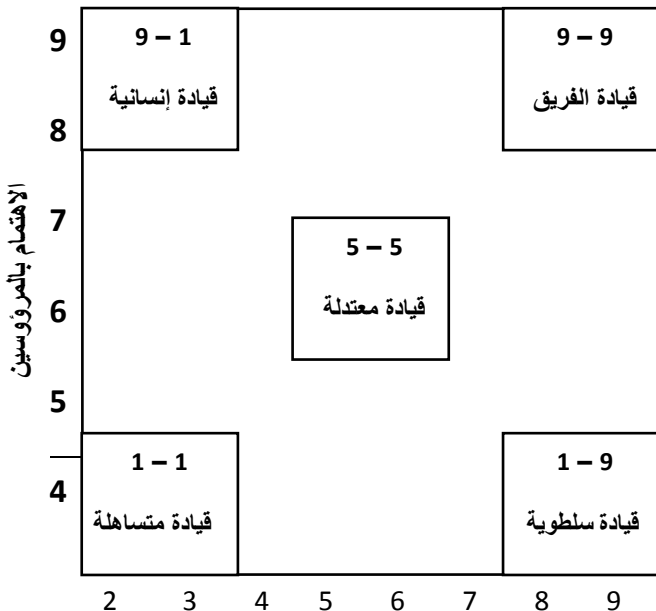 9
8
7
6
5
4
الاهتمام بالمرؤوسين
9 – 1
قيادة إنسانية
9 – 9
قيادة الفريق
5 – 5
قيادة معتدلة
1 – 1
قيادة متساهلة
1 – 9
قيادة سلطوية
2 3 4 5 6 7 8 9